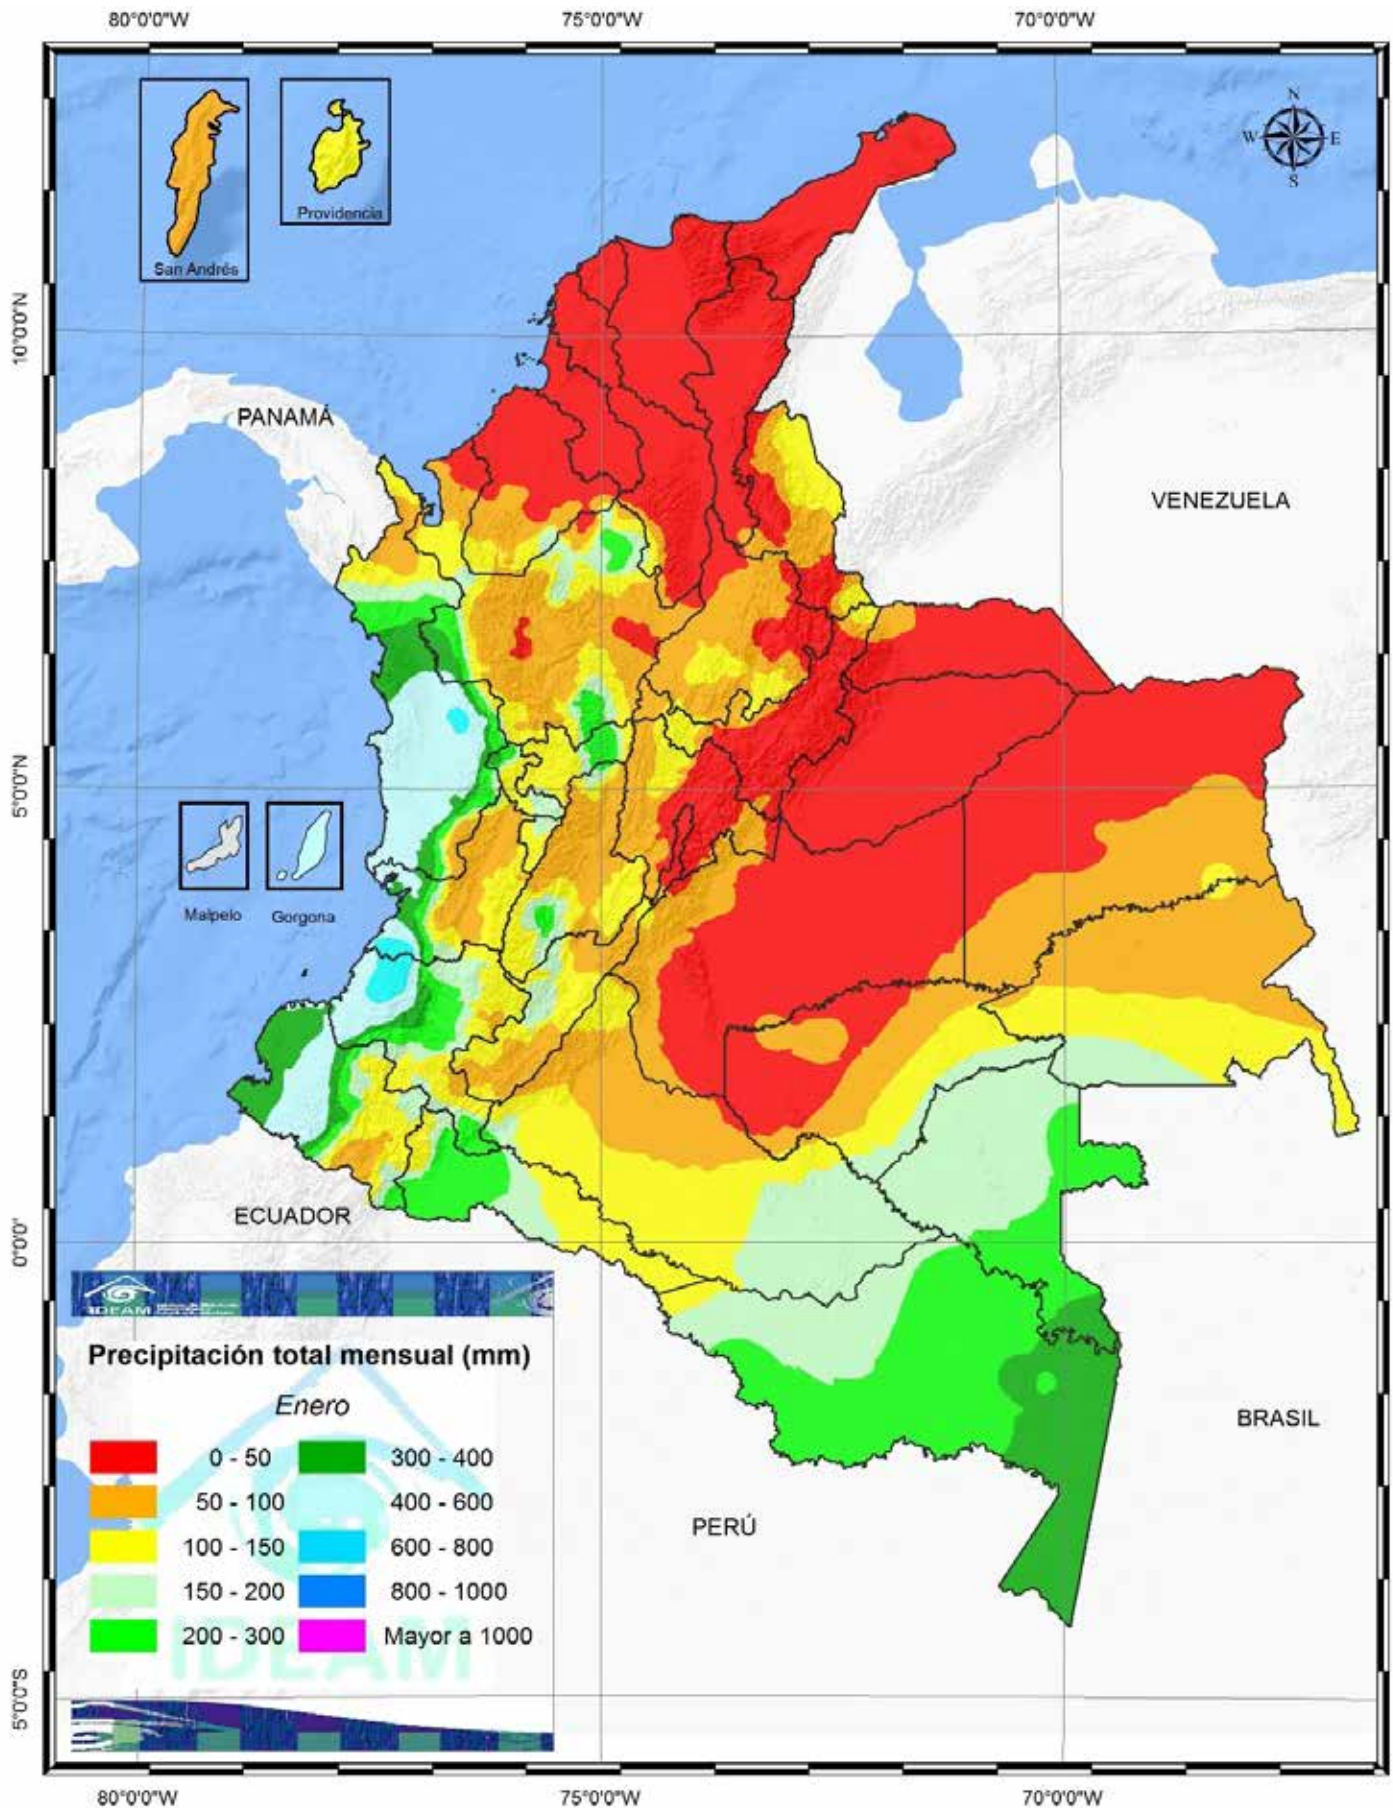 80°0'0"W 75°0'0"W 70°0'0"W
N
W E
S
San Andrés
Providencia
10°0'0"N
PANAMÁ
VENEZUELA
5°0'0"N
Malpelo
Gorgona
ECUADOR
0°0'0"
IDEAM
Precipitación total mensual (mm)
Enero
0 - 50
50 - 100
100 - 150
150 - 200
200 - 300
300 - 400
400 - 600
600 - 800
800 - 1000
Mayor a 1000
IDEAM
BRASIL
PERÚ
5°0'0"S
80°0'0"W 75°0'0"W 70°0'0"W